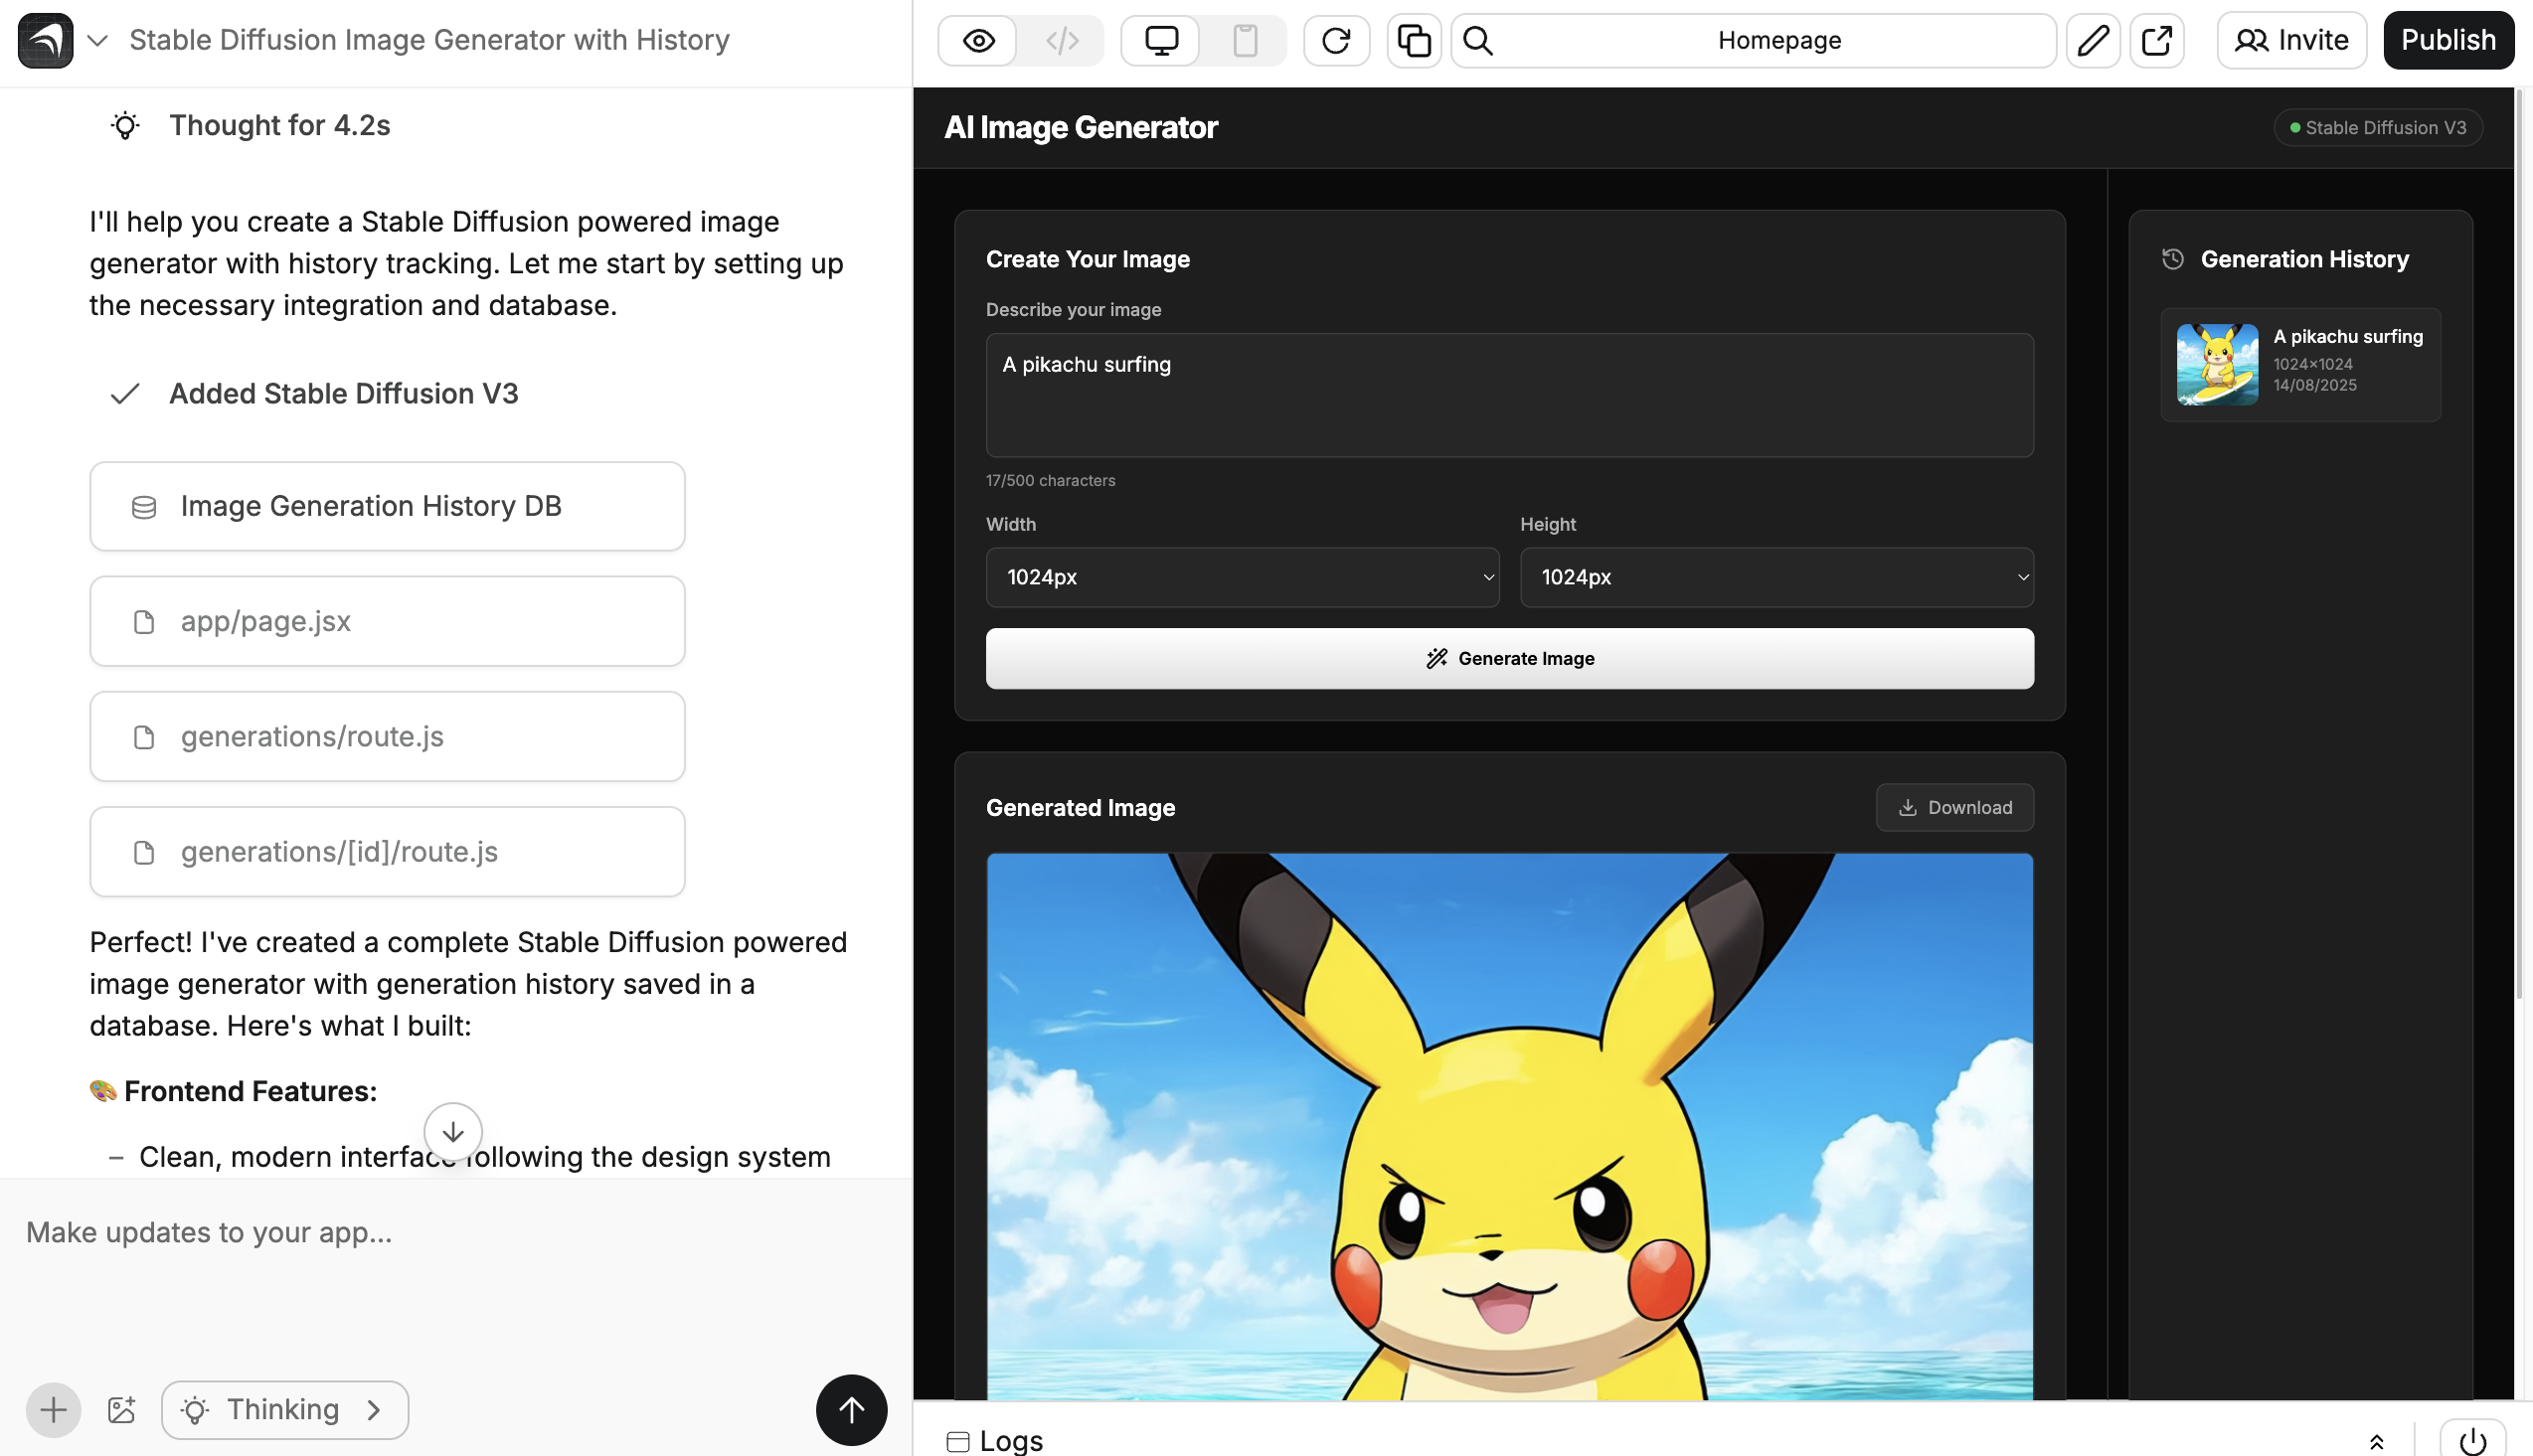 Stable Diffusion Image Generator with History
Homepage
Invite
Publish
Thought for 4.2s
I'll help you create a Stable Diffusion powered image
generator with history tracking. Let me start by setting up
the necessary integration and database.
Added Stable Diffusion V3
Image Generation History DB
app/page.jsx
generations/route.js
generations/[id]/route.js
Perfect! I've created a complete Stable Diffusion powered
image generator with generation history saved in a
database. Here's what I built:
🎨 Frontend Features:
– Clean, modern interface following the design system
Make updates to your app...
Thinking
AI Image Generator
Stable Diffusion V3
Create Your Image
Describe your image
A pikachu surfing
17/500 characters
Width
Height
1024px
1024px
Generate Image
Generated Image
Download
Generation History
A pikachu surfing
1024×1024
14/08/2025
Logs